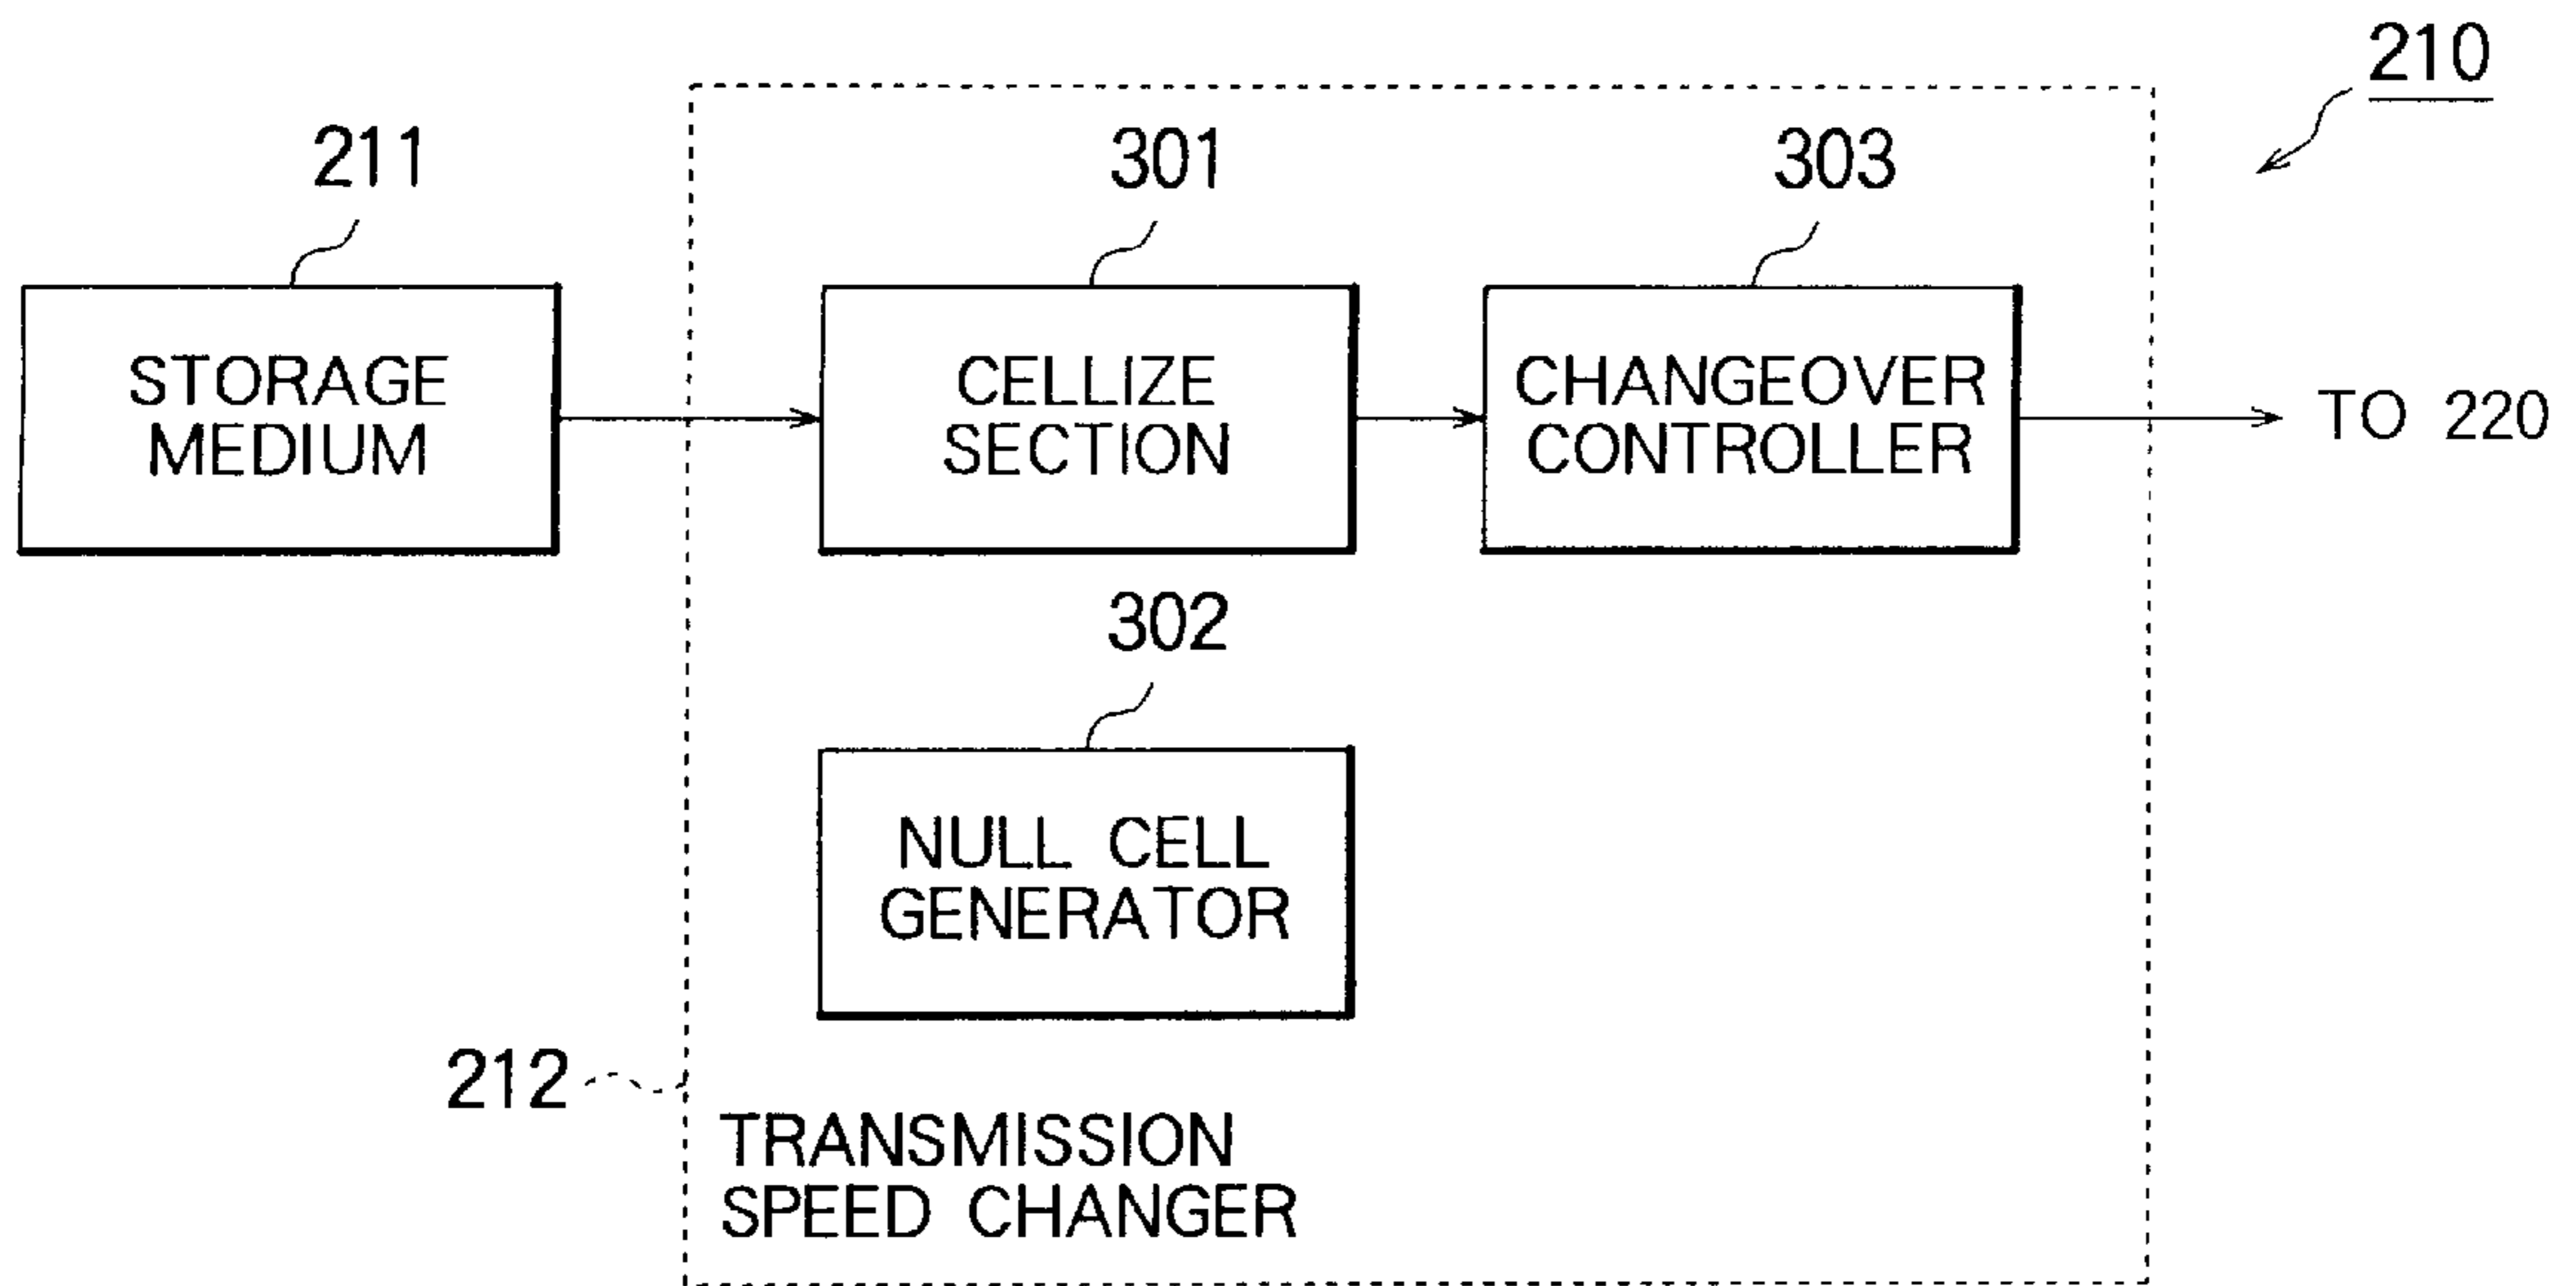 210
211
301
303
STORAGE
MEDIUM
CELLIZE
SECTION
CHANGEOVER
CONTROLLER
TO 220
302
NULL CELL
GENERATOR
212
TRANSMISSION
SPEED CHANGER